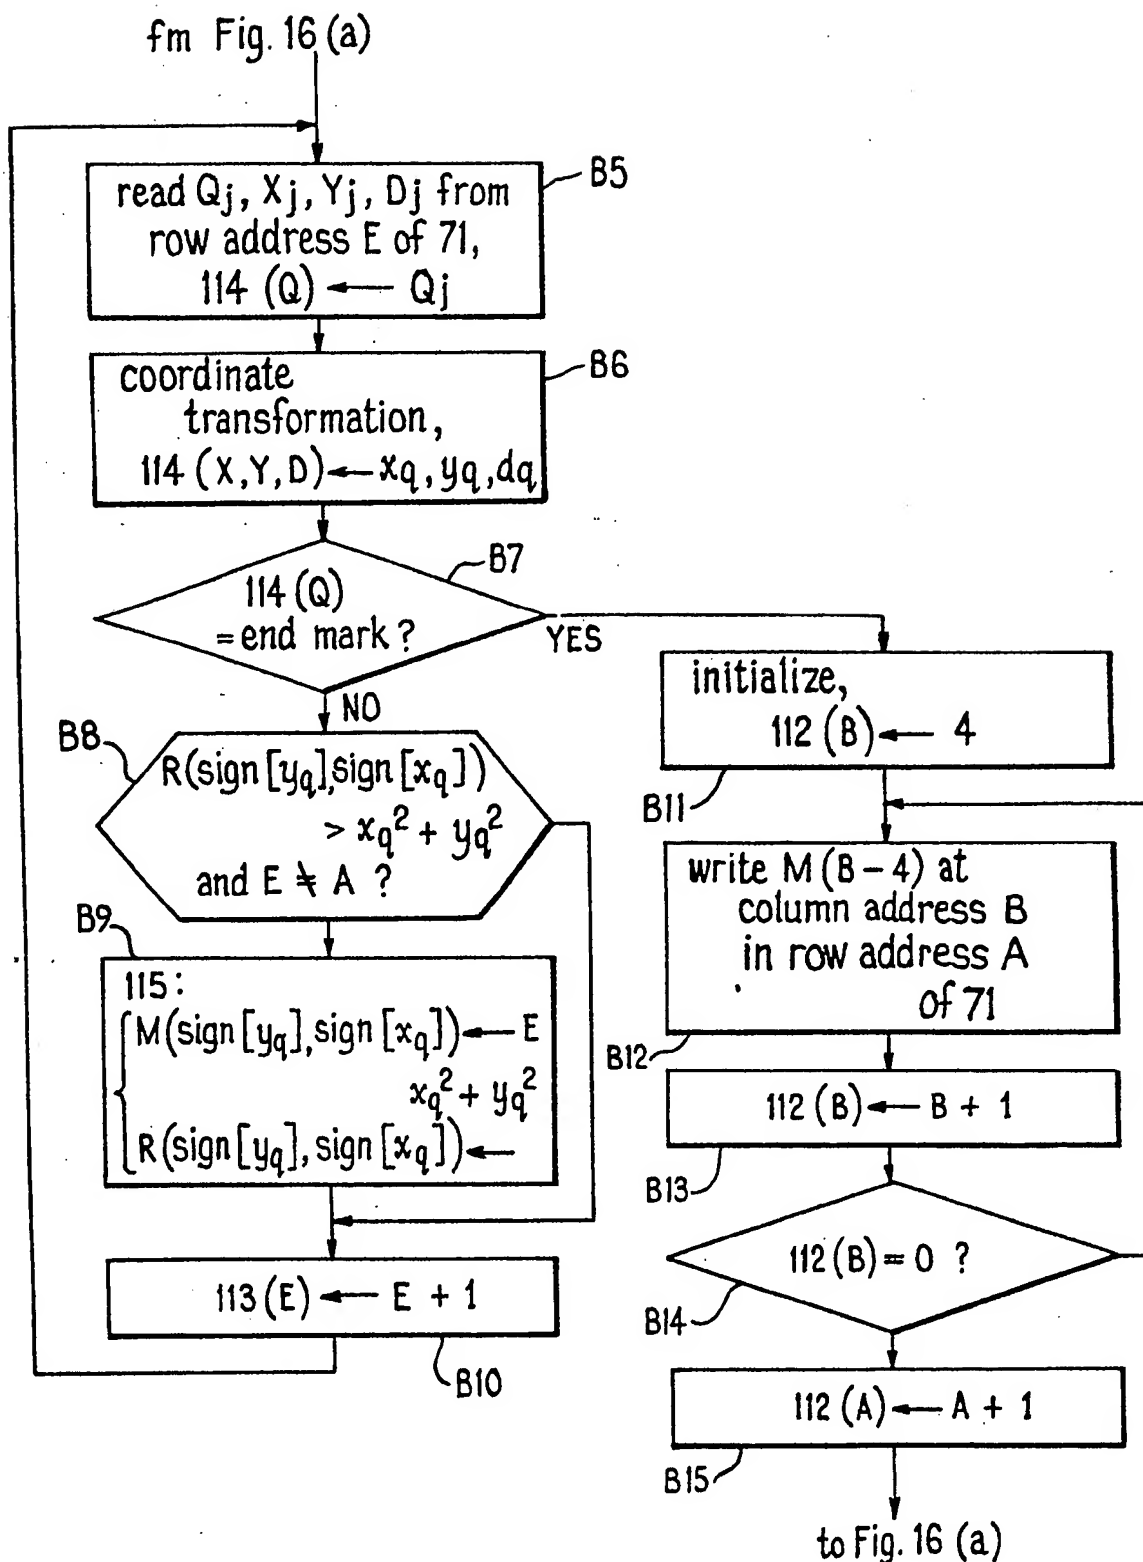 fm Fig. 16 (a)
read Qj, Xj, Yj, Dj from
row address E of 71,
114 (Q) ← Qj
B5
coordinate
transformation,
114 (X,Y,D) ← xq, yq, dq
B6
114 (Q)
= end mark ?
B7
YES
NO
B8
R(sign [yq], sign [xq])
> xq² + yq²
and E ≠ A ?
B9
115:
M(sign [yq], sign [xq]) ← E
xq² + yq²
R(sign [yq], sign [xq]) ←
113 (E) ← E + 1
B10
initialize,
112 (B) ← 4
B11
write M (B – 4) at
column address B
in row address A
of 71
B12
112 (B) ← B + 1
B13
112 (B) = 0 ?
B14
112 (A) ← A + 1
B15
to Fig. 16 (a)